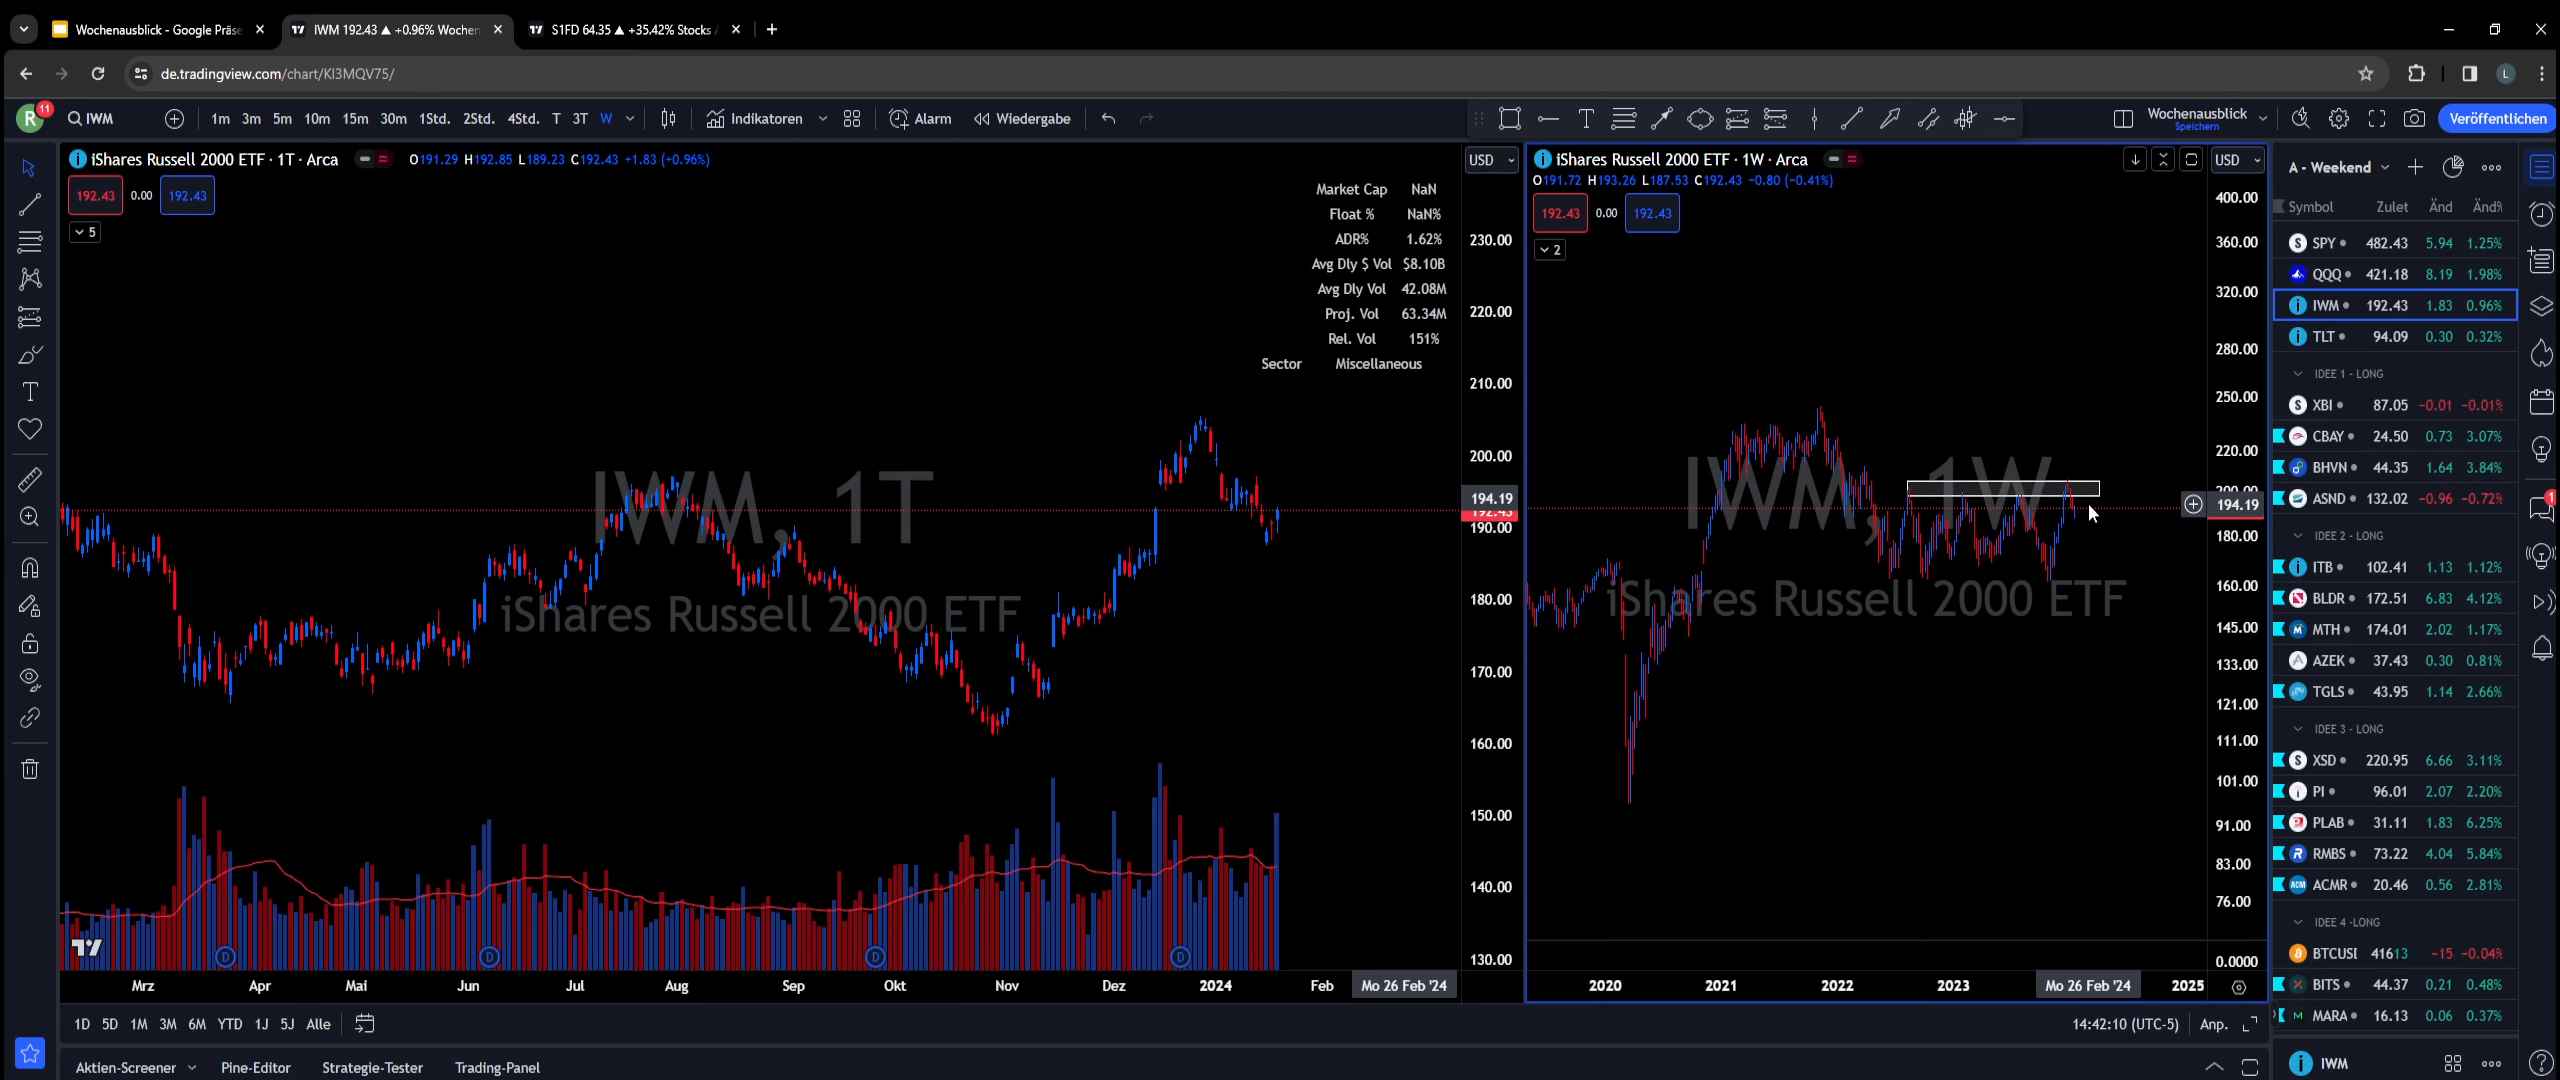 Wochenausblick - Google Präse
IWM 192.43 ▲ +0.96% Wochen
S1FD 64.35 ▲ +35.42% Stocks /
de.tradingview.com/chart/KI3MQV75/
L
R 11
IWM
1m 3m 5m 10m 15m 30m 1Std. 2Std. 4Std. T 3T W
Indikatoren
Alarm
Wiedergabe
Wochenausblick
Speichern
Veröffentlichen
iShares Russell 2000 ETF · 1T · Arca
O191.29 H192.85 L189.23 C192.43 +1.83 (+0.96%)
192.43 0.00 192.43
5
Market Cap NaN
Float % NaN%
ADR% 1.62%
Avg Dly $ Vol $8.10B
Avg Dly Vol 42.08M
Proj. Vol 63.34M
Rel. Vol 151%
Sector Miscellaneous
IWM, 1T
iShares Russell 2000 ETF
USD
230.00
220.00
210.00
200.00
194.19
192.43
190.00
180.00
170.00
160.00
150.00
140.00
130.00
D D D D
Mrz Apr Mai Jun Jul Aug Sep Okt Nov Dez 2024 Feb Mo 26 Feb '24
iShares Russell 2000 ETF · 1W · Arca
O191.72 H193.26 L187.53 C192.43 -0.80 (-0.41%)
192.43 0.00 192.43
2
IWM, 1W
iShares Russell 2000 ETF
USD
400.00
360.00
320.00
280.00
250.00
220.00
200.00
194.19
180.00
160.00
145.00
133.00
121.00
111.00
101.00
91.00
83.00
76.00
0.0000
2020 2021 2022 2023 Mo 26 Feb '24 2025
1D 5D 1M 3M 6M YTD 1J 5J Alle
14:42:10 (UTC-5) Anp.
Aktien-Screener Pine-Editor Strategie-Tester Trading-Panel
A - Weekend
Symbol Zulet Änd Änd%
SPY 482.43 5.94 1.25%
QQQ 421.18 8.19 1.98%
IWM 192.43 1.83 0.96%
TLT 94.09 0.30 0.32%
IDEE 1 - LONG
XBI 87.05 -0.01 -0.01%
CBAY 24.50 0.73 3.07%
BHVN 44.35 1.64 3.84%
ASND 132.02 -0.96 -0.72%
IDEE 2 - LONG
ITB 102.41 1.13 1.12%
BLDR 172.51 6.83 4.12%
MTH 174.01 2.02 1.17%
AZEK 37.43 0.30 0.81%
TGLS 43.95 1.14 2.66%
IDEE 3 - LONG
XSD 220.95 6.66 3.11%
PI 96.01 2.07 2.20%
PLAB 31.11 1.83 6.25%
RMBS 73.22 4.04 5.84%
ACMR 20.46 0.56 2.81%
IDEE 4 -LONG
BTCUSI 41613 -15 -0.04%
BITS 44.37 0.21 0.48%
MARA 16.13 0.06 0.37%
IWM
1